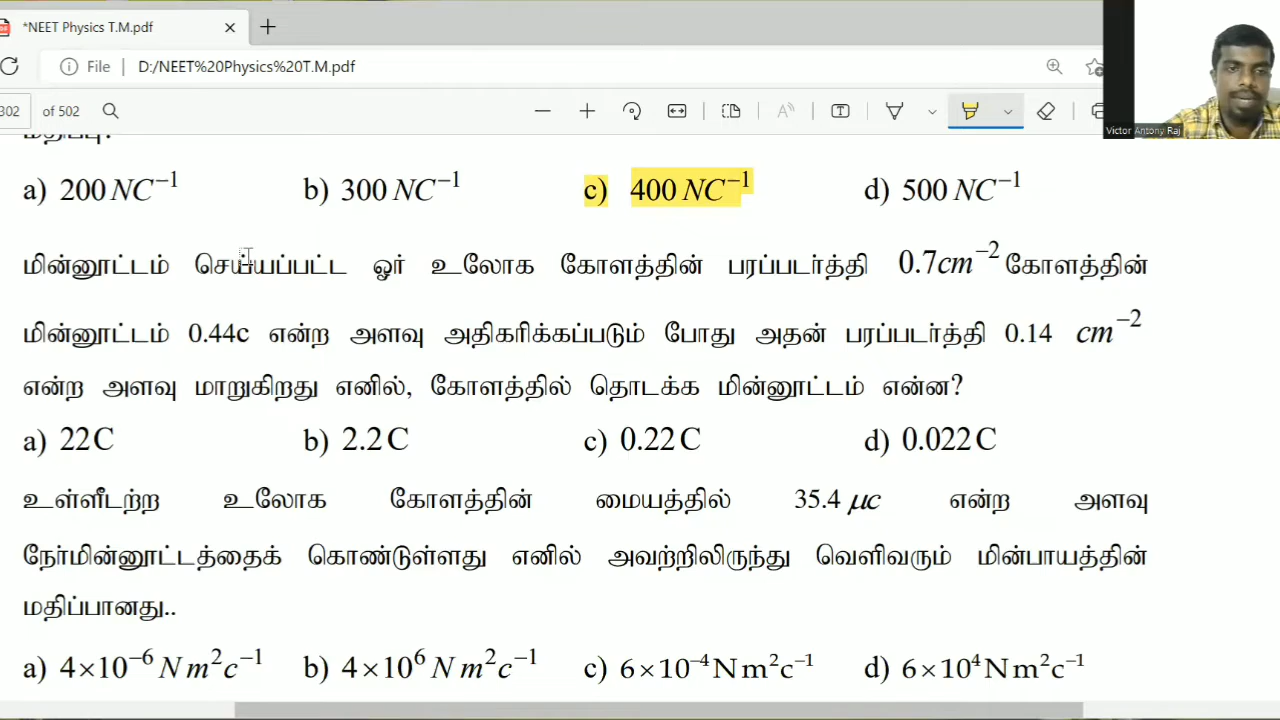 *NEET Physics T.M.pdf
File | D:/NEET%20Physics%20T.M.pdf
302 of 502
Victor Antony Raj
மதிப்பு?
a) 200 NC⁻¹ b) 300 NC⁻¹ c) 400 NC⁻¹ d) 500 NC⁻¹
மின்னூட்டம் செய்யப்பட்ட ஓர் உலோக கோளத்தின் பரப்படர்த்தி 0.7cm⁻² கோளத்தின்
மின்னூட்டம் 0.44c என்ற அளவு அதிகரிக்கப்படும் போது அதன் பரப்படர்த்தி 0.14 cm⁻²
என்ற அளவு மாறுகிறது எனில், கோளத்தில் தொடக்க மின்னூட்டம் என்ன?
a) 22C b) 2.2C c) 0.22C d) 0.022C
உள்ளீடற்ற உலோக கோளத்தின் மையத்தில் 35.4 μc என்ற அளவு
நேர்மின்னூட்டத்தைக் கொண்டுள்ளது எனில் அவற்றிலிருந்து வெளிவரும் மின்பாயத்தின்
மதிப்பானது..
a) 4×10⁻⁶ N m²c⁻¹ b) 4×10⁶ N m²c⁻¹ c) 6×10⁻⁴Nm²c⁻¹ d) 6×10⁴Nm²c⁻¹